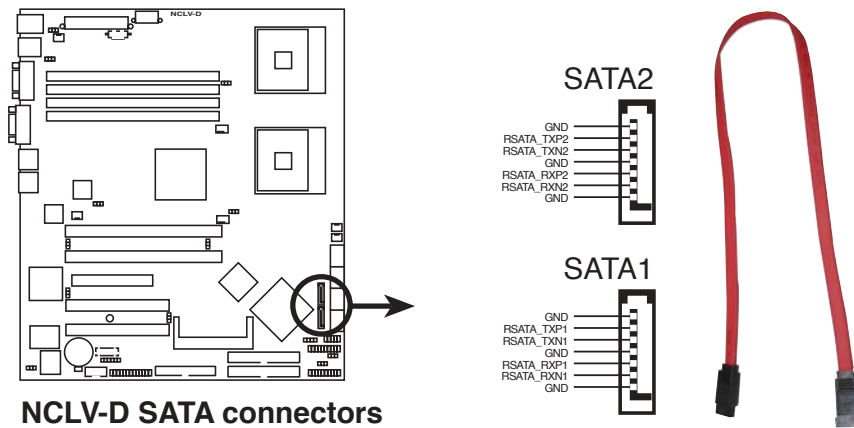 NCLV-D
SATA2
GND
RSATA_TXP2
RSATA_TXN2
GND
RSATA_RXP2
RSATA_RXN2
GND
SATA1
GND
RSATA_TXP1
RSATA_TXN1
GND
RSATA_RXP1
RSATA_RXN1
GND
NCLV-D SATA connectors